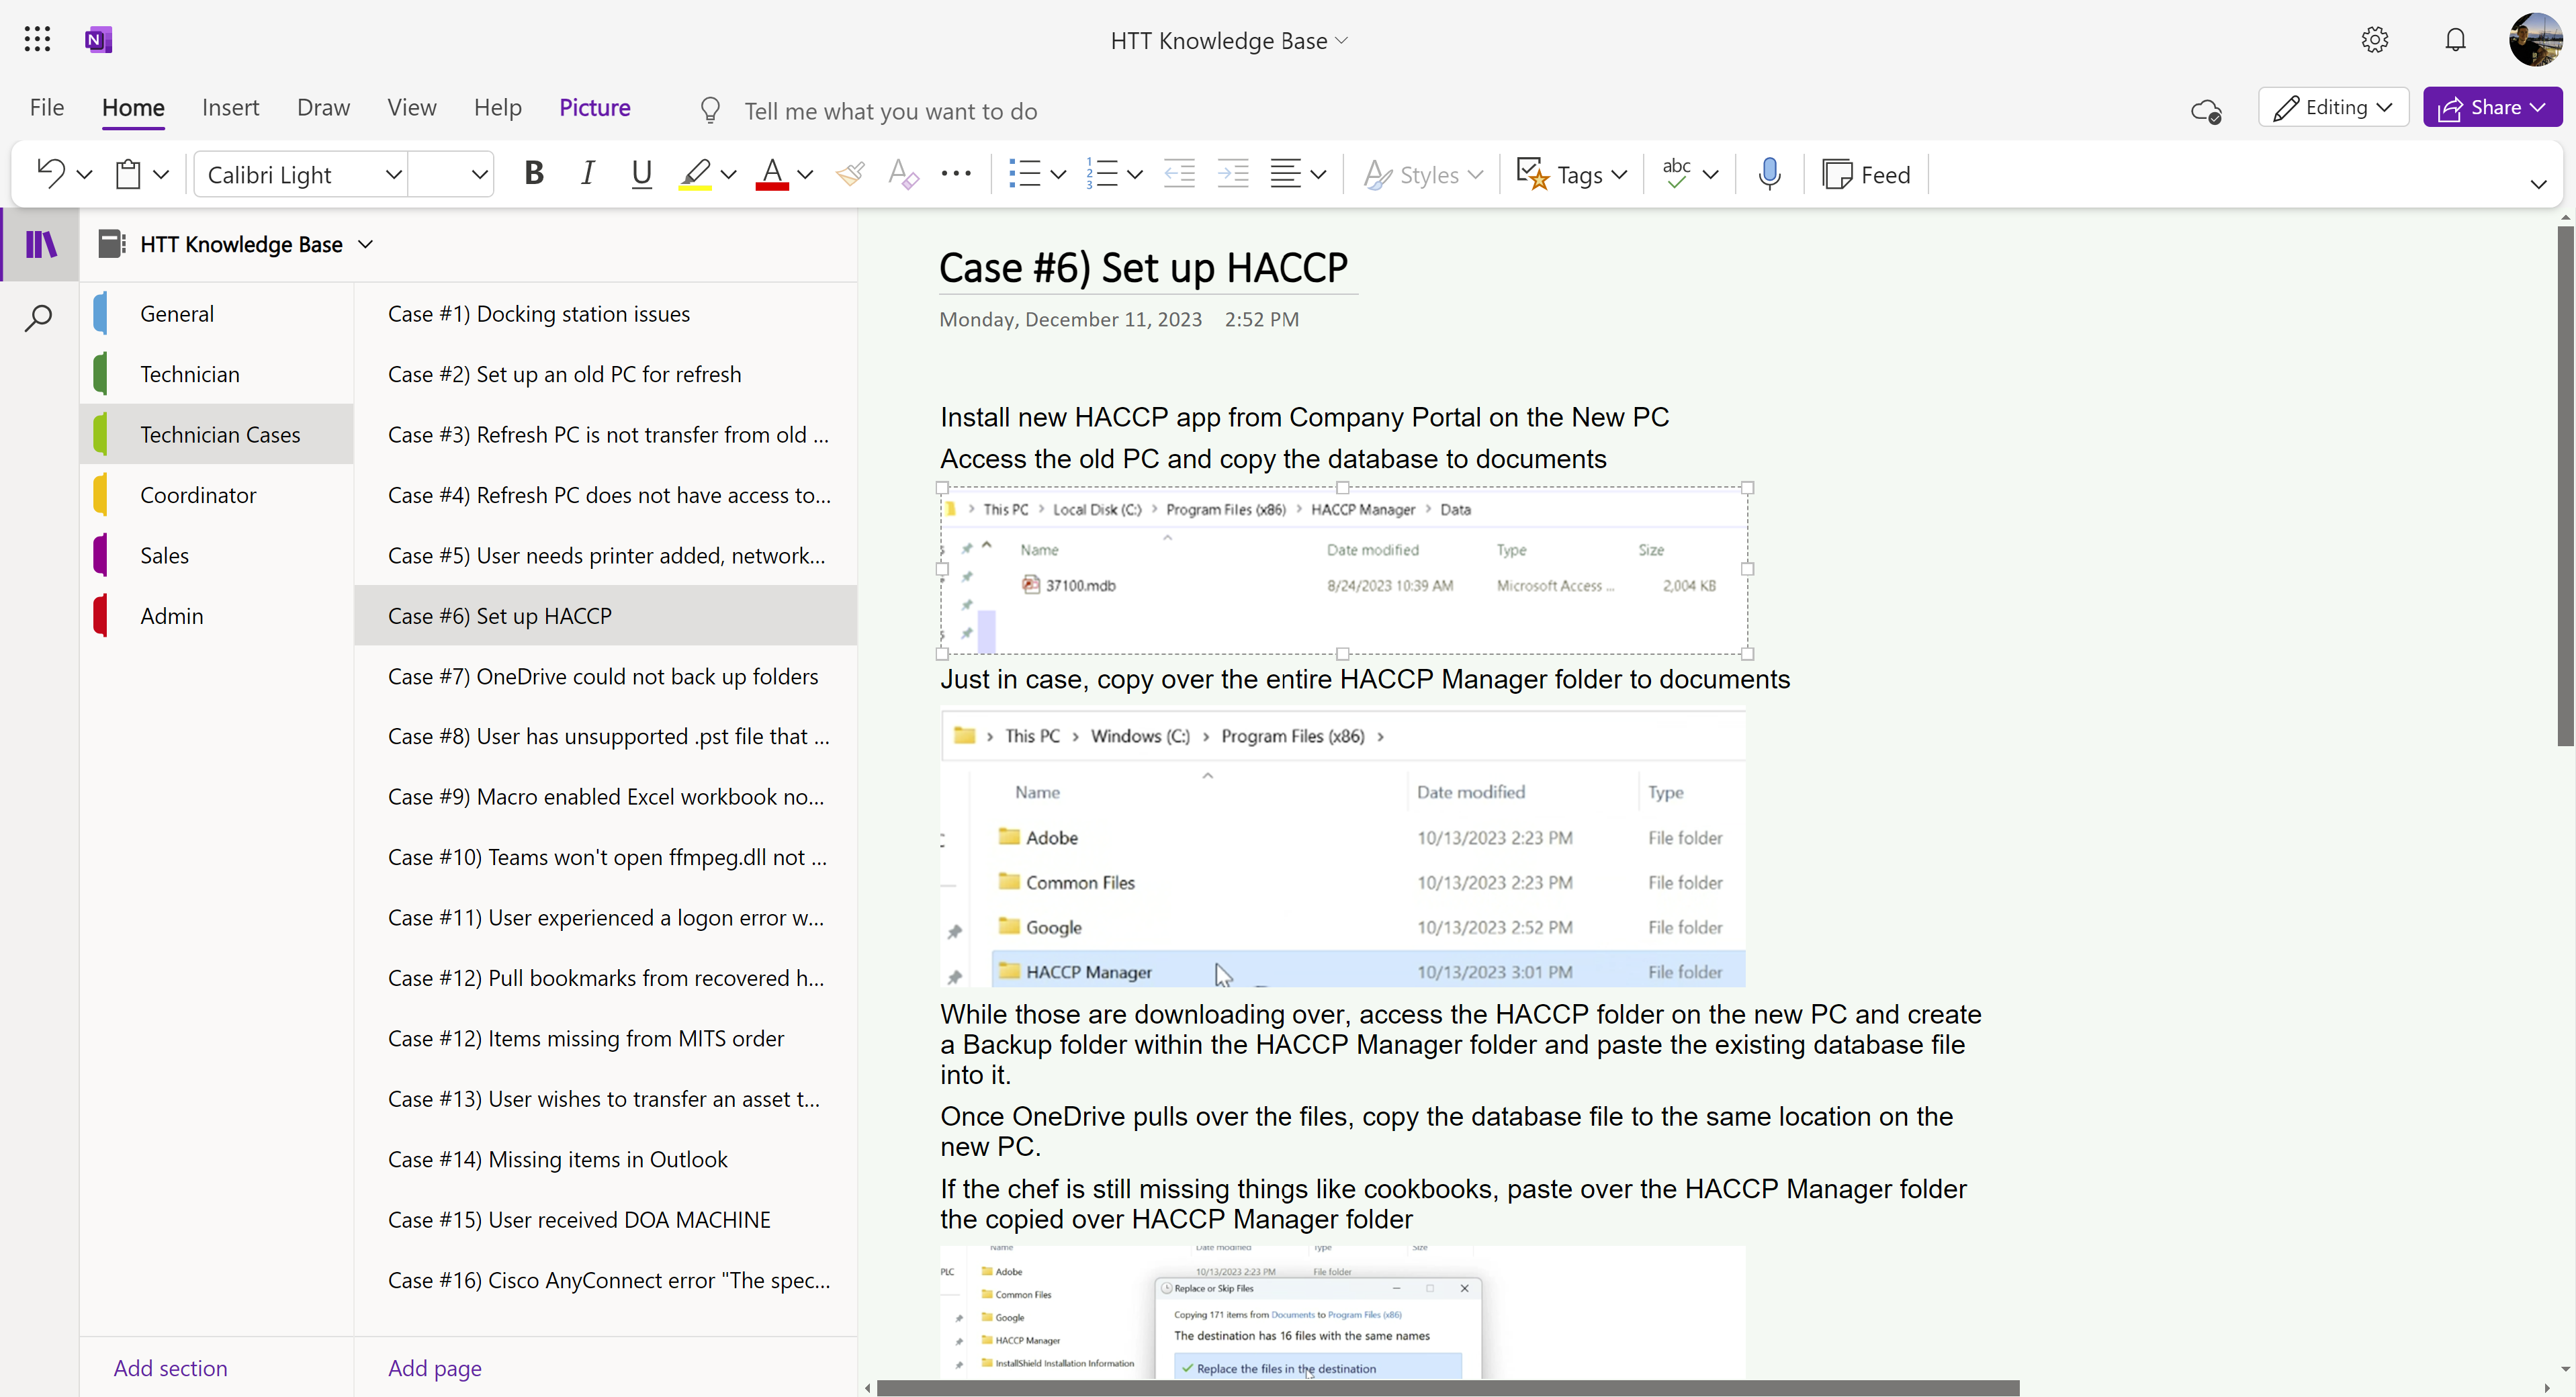 HTT Knowledge Base
File Home Insert Draw View Help Picture Tell me what you want to do Editing Share
Calibri Light B I U A Styles Tags abc Feed
HTT Knowledge Base
General
Technician
Technician Cases
Coordinator
Sales
Admin
Add section
Case #1) Docking station issues
Case #2) Set up an old PC for refresh
Case #3) Refresh PC is not transfer from old ...
Case #4) Refresh PC does not have access to...
Case #5) User needs printer added, network...
Case #6) Set up HACCP
Case #7) OneDrive could not back up folders
Case #8) User has unsupported .pst file that ...
Case #9) Macro enabled Excel workbook no...
Case #10) Teams won't open ffmpeg.dll not ...
Case #11) User experienced a logon error w...
Case #12) Pull bookmarks from recovered h...
Case #12) Items missing from MITS order
Case #13) User wishes to transfer an asset t...
Case #14) Missing items in Outlook
Case #15) User received DOA MACHINE
Case #16) Cisco AnyConnect error "The spec...
Add page
Case #6) Set up HACCP
Monday, December 11, 2023 2:52 PM
Install new HACCP app from Company Portal on the New PC
Access the old PC and copy the database to documents
This PC > Local Disk (C:) > Program Files (x86) > HACCP Manager > Data
Name Date modified Type Size
37100.mdb 8/24/2023 10:39 AM Microsoft Access ... 2,004 KB
Just in case, copy over the entire HACCP Manager folder to documents
> This PC > Windows (C:) > Program Files (x86) >
Name Date modified Type
Adobe 10/13/2023 2:23 PM File folder
Common Files 10/13/2023 2:23 PM File folder
Google 10/13/2023 2:52 PM File folder
HACCP Manager 10/13/2023 3:01 PM File folder
While those are downloading over, access the HACCP folder on the new PC and create
a Backup folder within the HACCP Manager folder and paste the existing database file
into it.
Once OneDrive pulls over the files, copy the database file to the same location on the
new PC.
If the chef is still missing things like cookbooks, paste over the HACCP Manager folder
the copied over HACCP Manager folder
Name Date modified Type Size
PLC Adobe 10/13/2023 2:23 PM File folder
Common Files
Google
HACCP Manager
InstallShield Installation Information
Replace or Skip Files
Copying 171 items from Documents to Program Files (x86)
The destination has 16 files with the same names
Replace the files in the destination